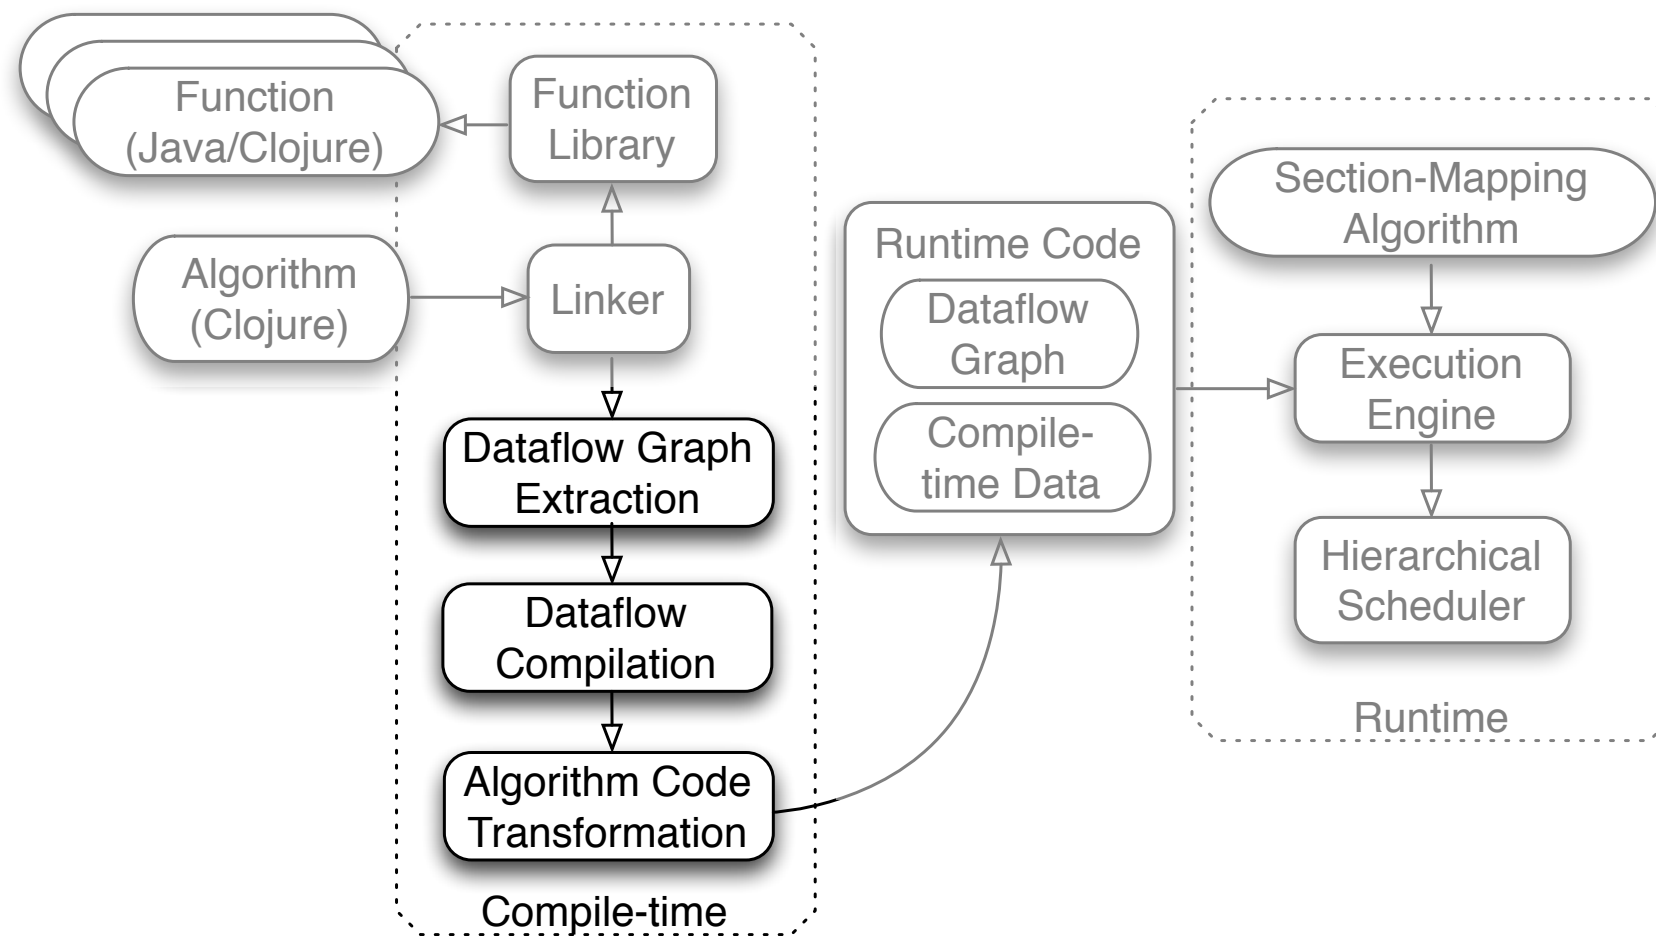 Function
(Java/Clojure)
Function
Library
Algorithm
(Clojure)
Linker
Dataflow Graph
Extraction
Dataflow
Compilation
Algorithm Code
Transformation
Compile-time
Runtime Code
Dataflow
Graph
Compile-
time Data
Section-Mapping
Algorithm
Execution
Engine
Hierarchical
Scheduler
Runtime